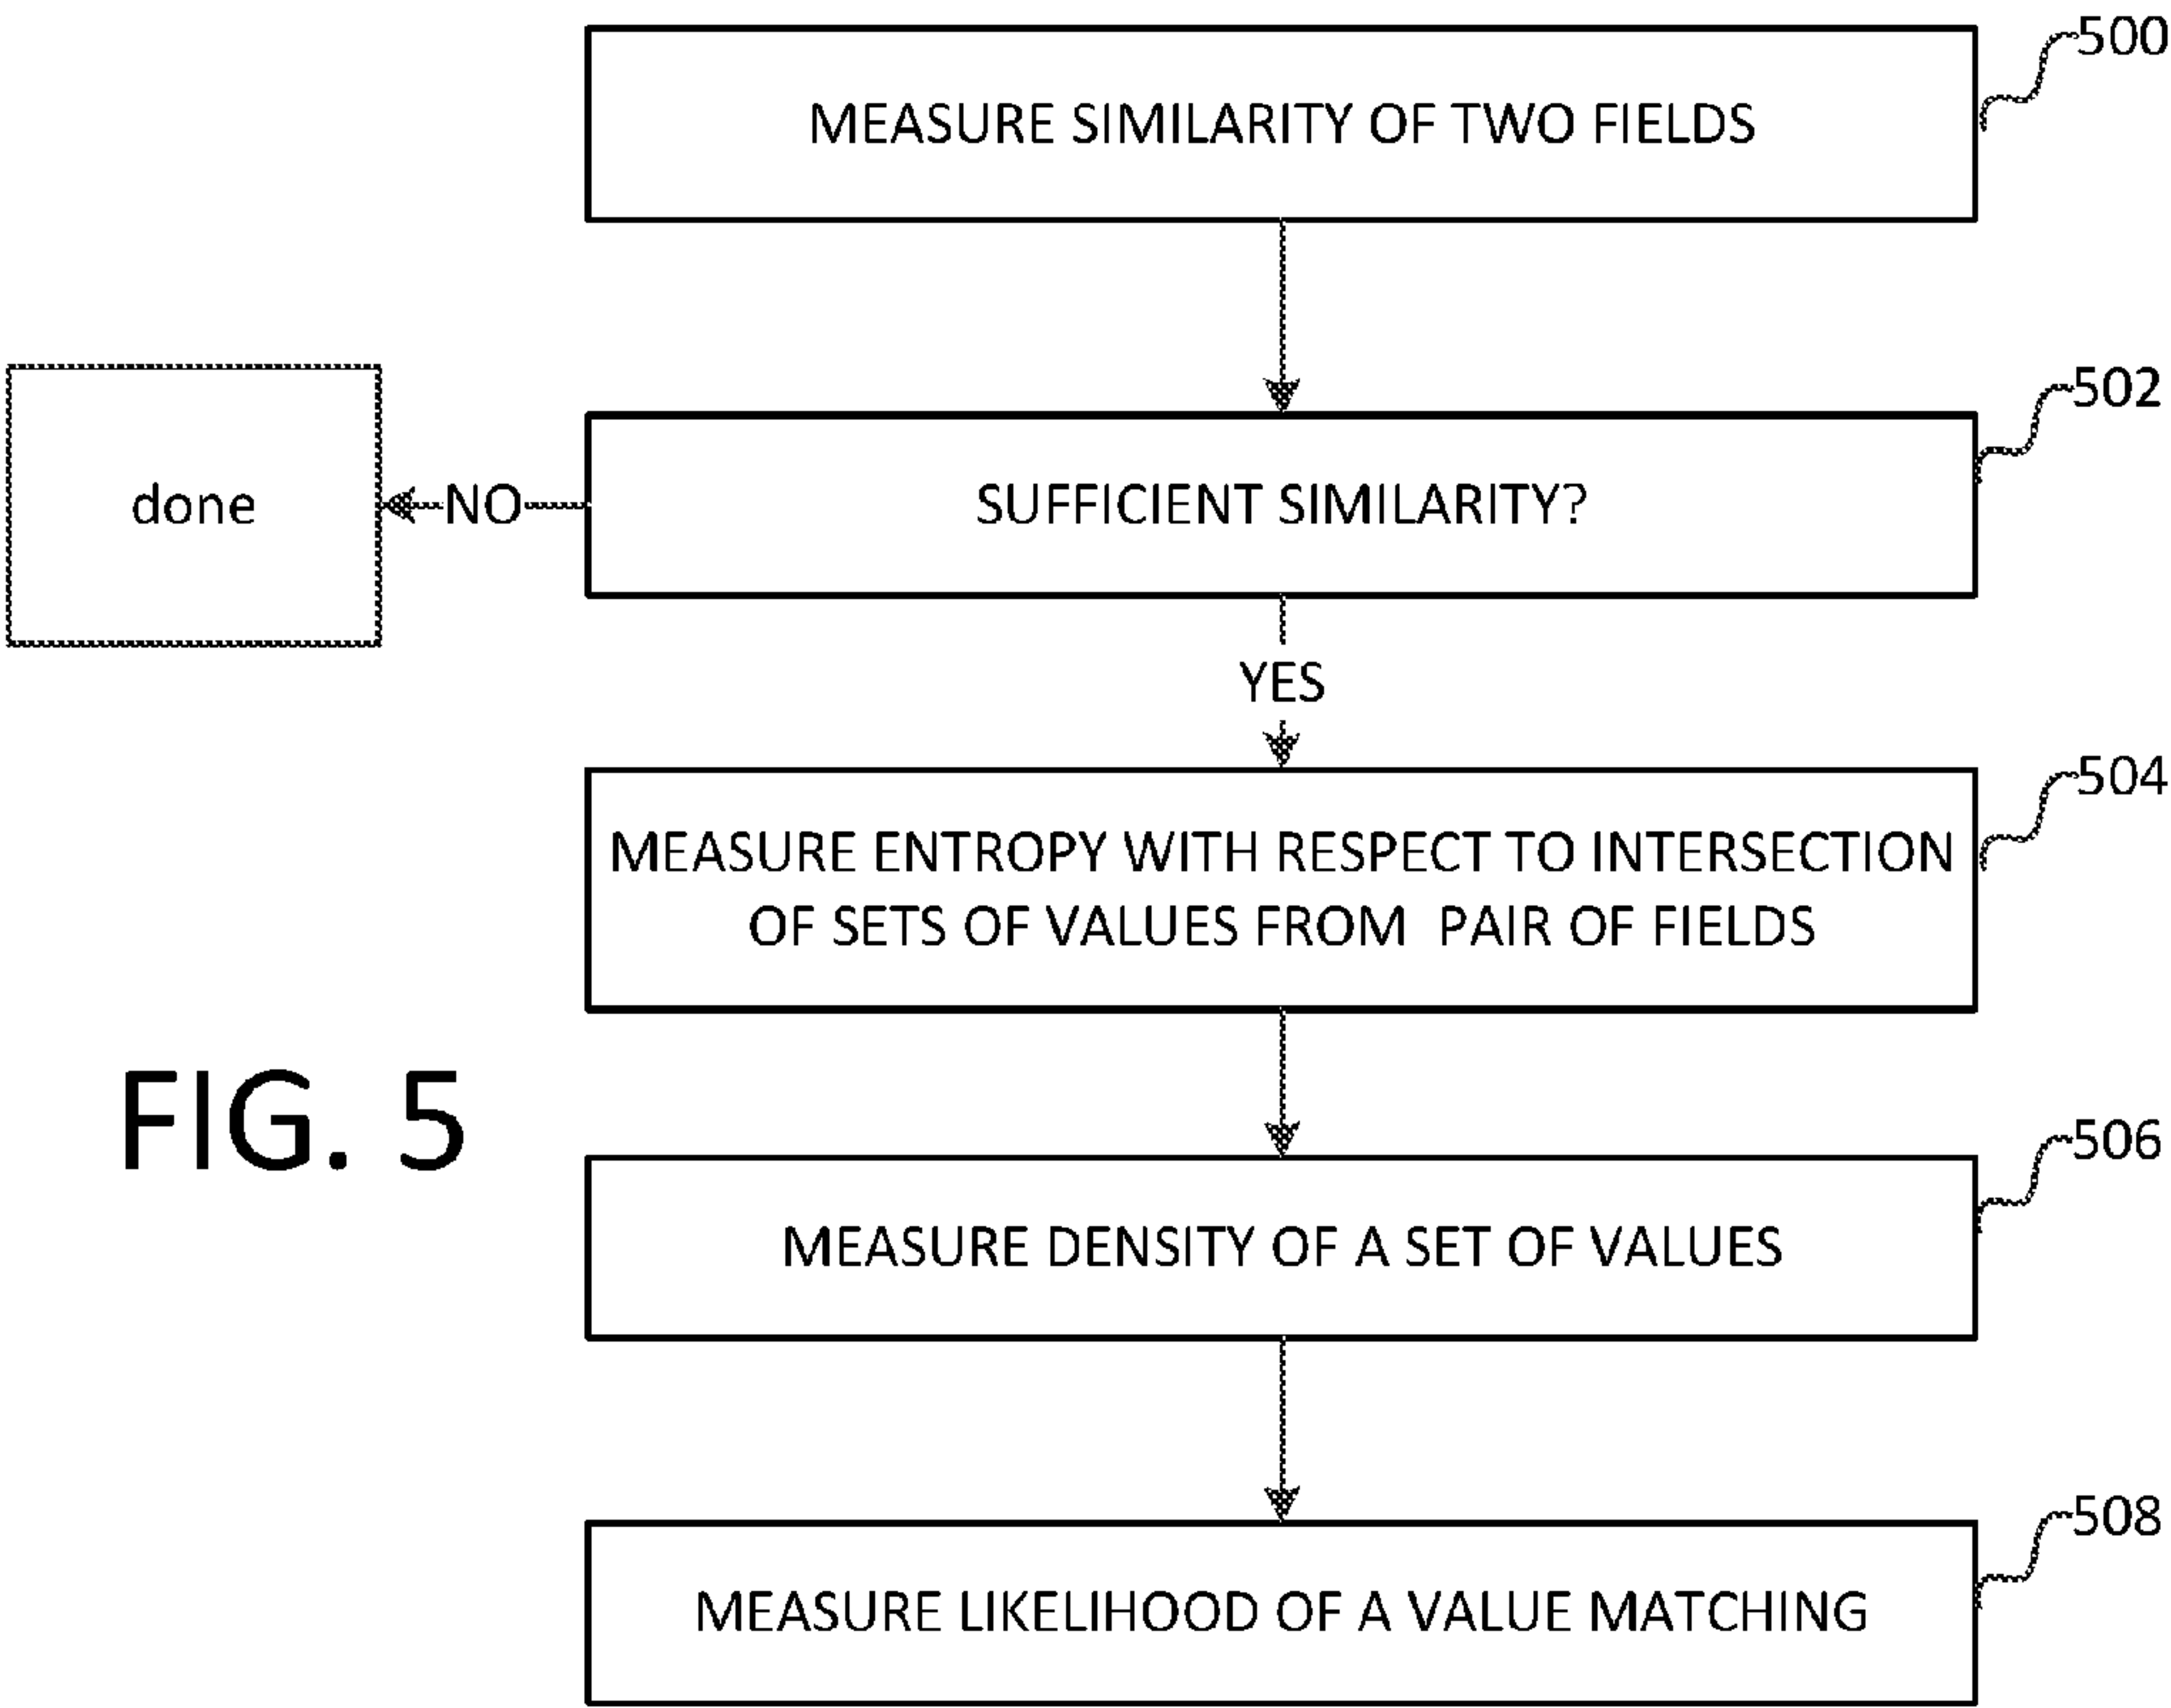 500
MEASURE SIMILARITY OF TWO FIELDS
502
done
NO
SUFFICIENT SIMILARITY?
YES
504
MEASURE ENTROPY WITH RESPECT TO INTERSECTION
OF SETS OF VALUES FROM PAIR OF FIELDS
FIG. 5
506
MEASURE DENSITY OF A SET OF VALUES
508
MEASURE LIKELIHOOD OF A VALUE MATCHING